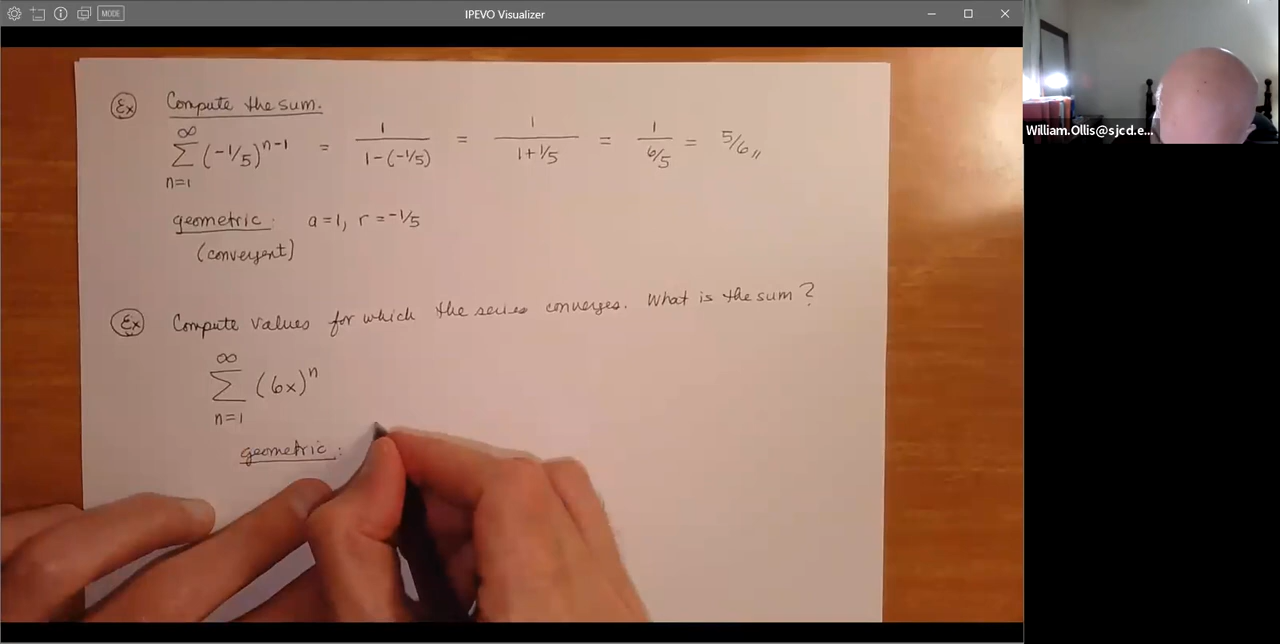 IPEVO Visualizer
MODE
William.Ollis@sjcd.e...
Ex Compute the sum.
∞
Σ (-1/5)^{n-1} = 1/(1-(-1/5)) = 1/(1+1/5) = 1/(6/5) = 5/6 //
n=1
geometric: a=1, r=-1/5
(convergent)
Ex Compute values for which the series converges. What is the sum?
∞
Σ (6x)^n
n=1
geometric: